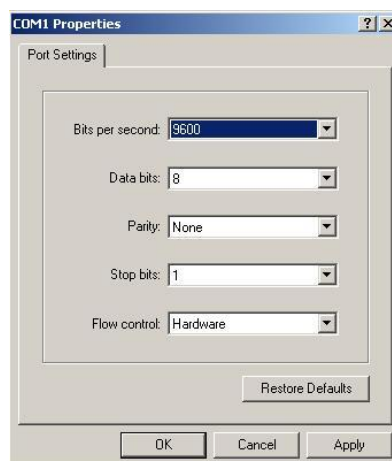 COM1 Properties
Port Settings
Bits per second: 9600
Data bits: 8
Parity: None
Stop bits: 1
Flow control: Hardware
Restore Defaults
OK Cancel Apply